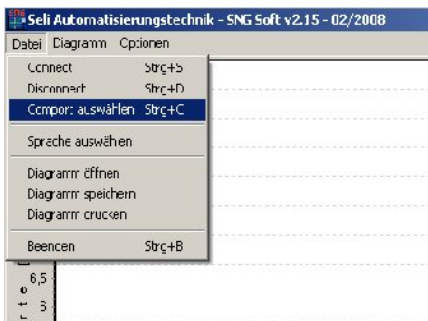 Seli Automatisierungstechnik - SNG Soft v2.15 - 02/2008
Datei Diagramm Optionen
Connect Strg+S
Disconnect Strg+D
Comport auswählen Strg+C
Sprache auswählen
Diagramm öffnen
Diagramm speichern
Diagramm drucken
Beenden Strg+B
6,5